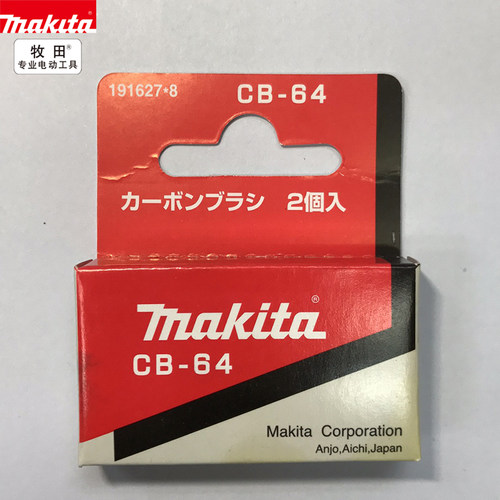 makita
牧田®
专业电动工具
191627*8
CB-64
カーボンブラシ 2個入
makita®
CB-64
Makita Corporation
Anjo,Aichi,Japan